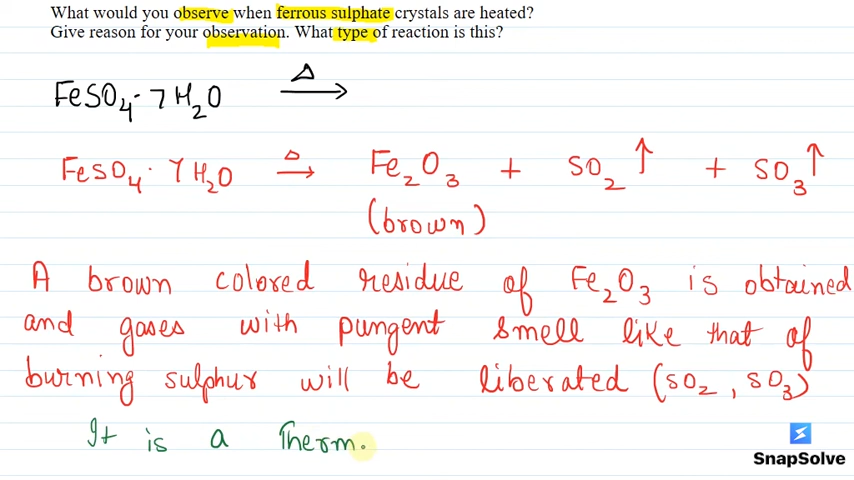 What would you observe when ferrous sulphate crystals are heated?
Give reason for your observation. What type of reaction is this?
FeSO₄·7H₂O →Δ
FeSO₄·7H₂O →Δ Fe₂O₃ + SO₂↑ + SO₃↑
(brown)
A brown colored residue of Fe₂O₃ is obtained
and gases with pungent smell like that of
burning sulphur will be liberated (SO₂, SO₃)
It is a Therm.
SnapSolve